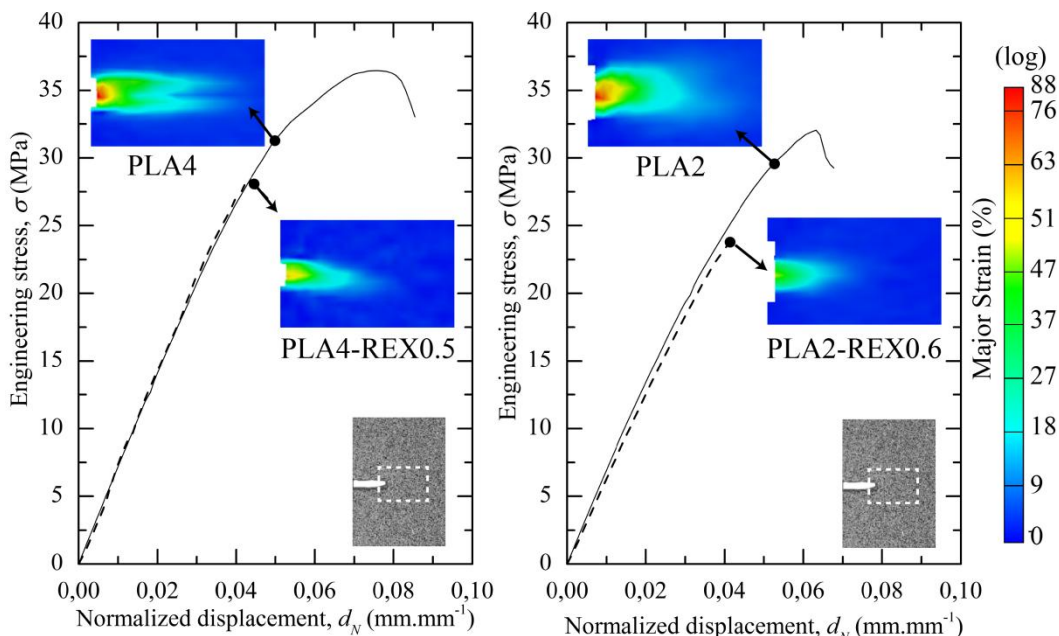 40
35
30
25
20
15
10
5
0
Engineering stress, σ (MPa)
PLA4
PLA4-REX0.5
0,00 0,02 0,04 0,06 0,08 0,10
Normalized displacement, d_N (mm.mm⁻¹)
40
35
30
25
20
15
10
5
0
Engineering stress, σ (MPa)
PLA2
PLA2-REX0.6
0,00 0,02 0,04 0,06 0,08 0,10
Normalized displacement, d_N (mm.mm⁻¹)
(log)
88
76
63
47
37
27
18
9
0
Major Strain (%)